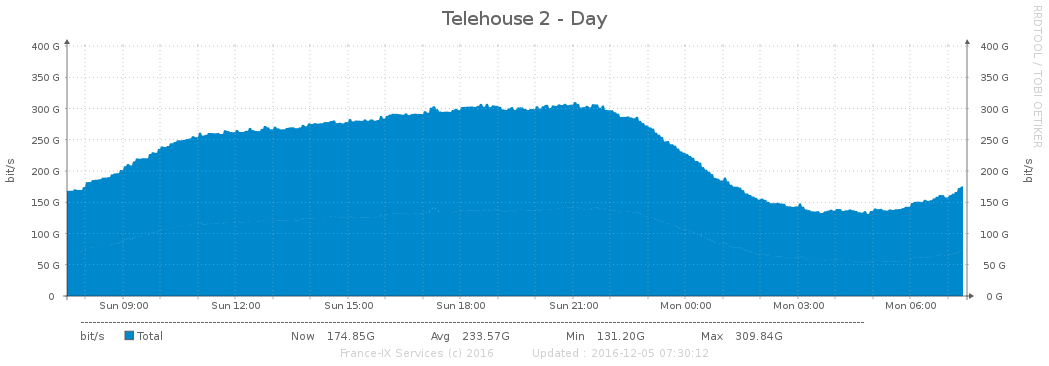 Telehouse 2 - Day
RRDTOOL / TOBI OETIKER
bit/s
400 G
350 G
300 G
250 G
200 G
150 G
100 G
50 G
0
400 G
350 G
300 G
250 G
200 G
150 G
100 G
50 G
0 G
bit/s
Sun 09:00 Sun 12:00 Sun 15:00 Sun 18:00 Sun 21:00 Mon 00:00 Mon 03:00 Mon 06:00
bit/s Total Now 174.85G Avg 233.57G Min 131.20G Max 309.84G
France-IX Services (c) 2016 Updated : 2016-12-05 07:30:12